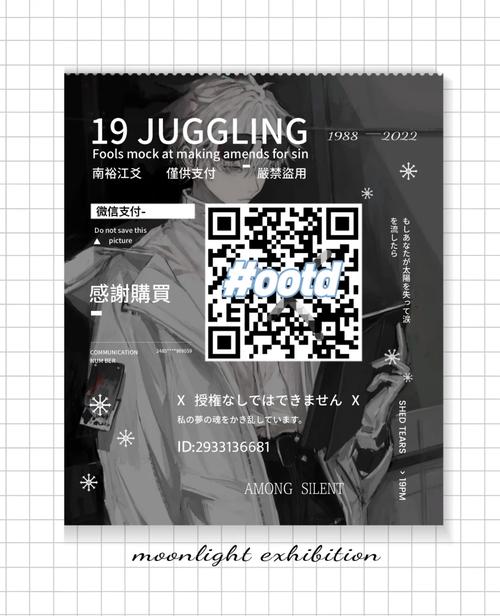 19 JUGGLING
1988 — 2022
Fools mock at making amends for sin
南裕江爻 僅供支付 嚴禁盜用
微信支付-
Do not save this
picture
#ootd
もしあなたが太陽を失って涙
を流したら
感謝購買
COMMUNICATION
NUM BER
2485****989059
X 授権なしではできません X
私の夢の魂をかき乱しています。
ID:2933136681
SHED TEARS > 19PM
AMONG SILENT
moonlight exhibition